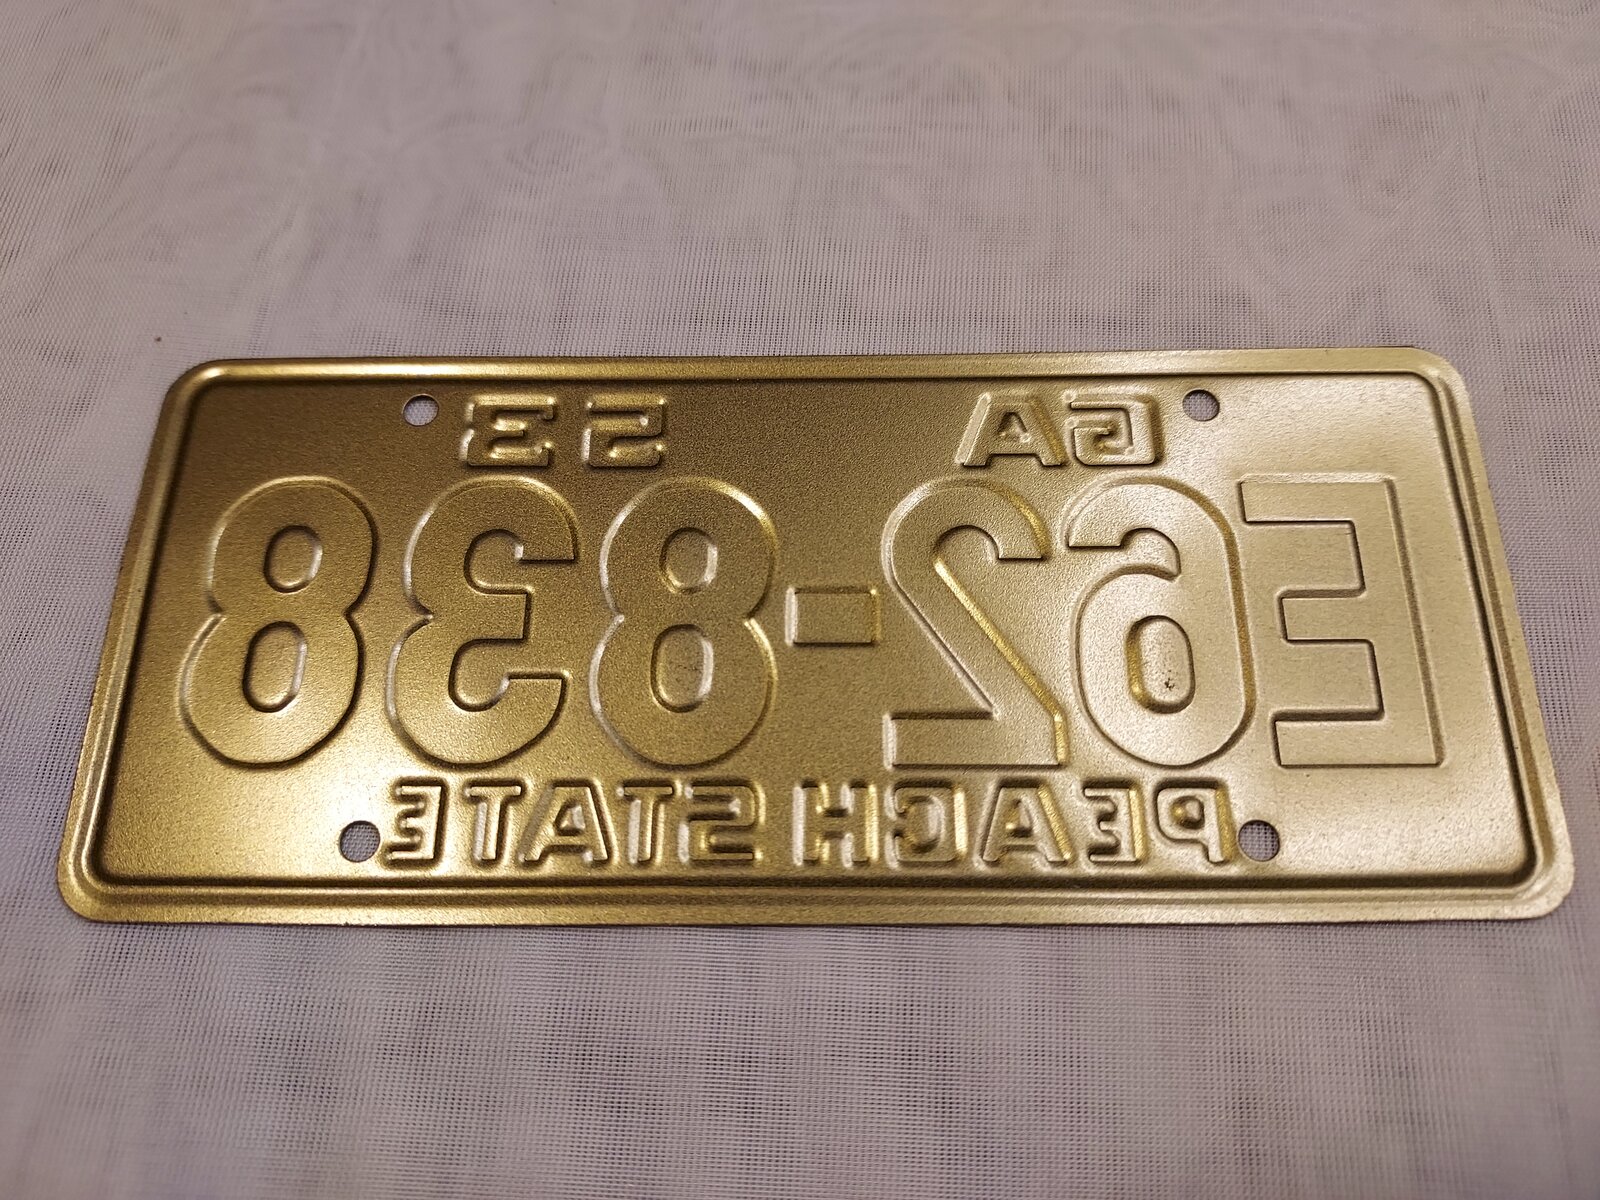 GA 53
E62-838
PEACH STATE